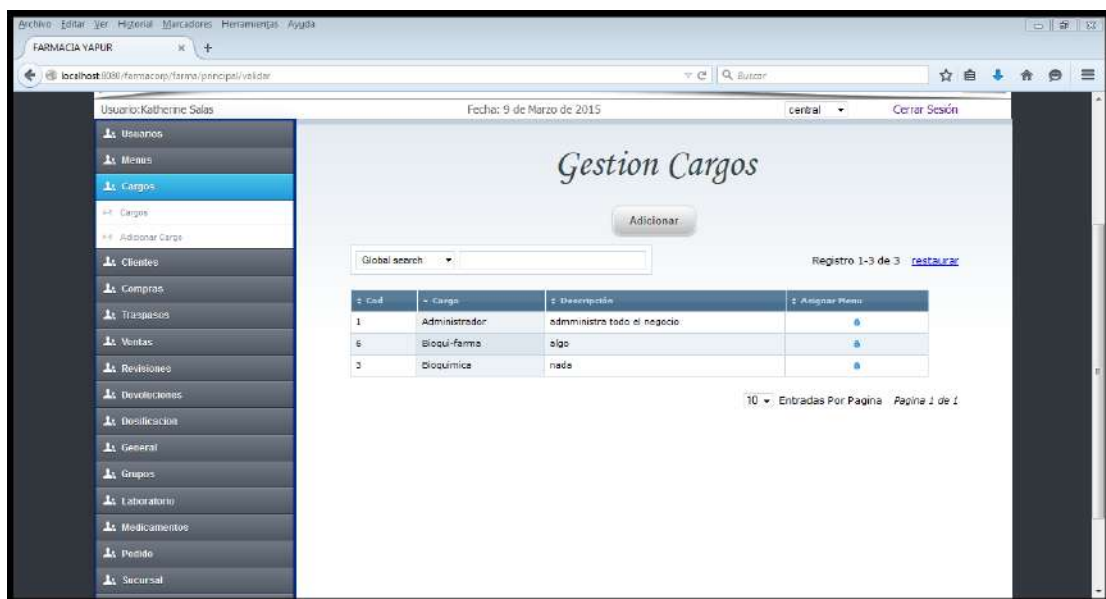 Archivo Editar Ver Historial Marcadores Herramientas Ayuda
FARMACIA YAPUR
localhost:8080/farmacorp/farma/principal/validar
Buscar
Usuario:Katherine Salas Fecha: 9 de Marzo de 2015 central Cerrar Sesión
Usuarios
Menus
Cargos
Cargos
Adicionar Cargo
Clientes
Compras
Traspasos
Ventas
Revisiones
Devoluciones
Dosificacion
General
Grupos
Laboratorio
Medicamentos
Pedido
Sucursal
Gestion Cargos
Adicionar
Global search Registro 1-3 de 3 restaurar
Cod Cargo Descripción Asignar Menu
1 Administrador admministra todo el negocio
6 Bioqui-farma algo
3 Bioquimica nada
10 Entradas Por Pagina Pagina 1 de 1